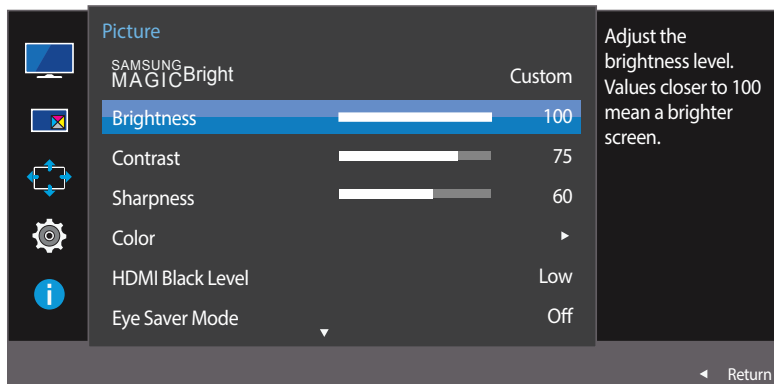 Picture
SAMSUNG
MAGICBright Custom
Brightness 100
Contrast 75
Sharpness 60
Color
HDMI Black Level Low
Eye Saver Mode Off
Adjust the
brightness level.
Values closer to 100
mean a brighter
screen.
Return